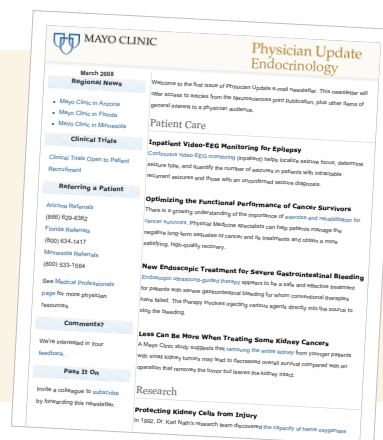 MAYO CLINIC
Physician Update
Endocrinology
March 2008
Regional News
Mayo Clinic in Arizona
Mayo Clinic in Florida
Mayo Clinic in Minnesota
Clinical Trials
Clinical Trials Open to Patient
Recruitment
Referring a Patient
Arizona Referrals
(866) 629-6362
Florida Referrals
(800) 634-1417
Minnesota Referrals
(800) 533-1564
See Medical Professionals
page for more physician
resources.
Comments?
We're interested in your
feedback.
Pass It On
Invite a colleague to subscribe
by forwarding this newsletter.
Welcome to the first issue of Physician Update e-mail newsletter. This newsletter will
offer access to articles from the Neurosciences print publication, plus other items of
general interest to a physician audience.
Patient Care
Inpatient Video-EEG Monitoring for Epilepsy
Continuous video-EEG monitoring (inpatient) helps localize seizure focus, determine
seizure type, and quantify the number of seizures in patients with intractable
recurrent seizures and those with an unconfirmed seizure diagnosis.
Optimizing the Functional Performance of Cancer Survivors
There is a growing understanding of the importance of exercise and rehabilitation for
cancer survivors. Physical Medicine specialists can help patients manage the
negative long-term sequelae of cancer and its treatments and obtain a more
satisfying, high-quality recovery.
New Endoscopic Treatment for Severe Gastrointestinal Bleeding
Endoscopic ultrasound-guided therapy appears to be a safe and effective treatment
for patients with severe gastrointestinal bleeding for whom conventional therapies
have failed. The therapy involves injecting various agents directly into the source to
stop the bleeding.
Less Can Be More When Treating Some Kidney Cancers
A Mayo Clinic study suggests that removing the entire kidney from younger patients
with small kidney tumors may lead to decreased overall survival compared with an
operation that removes the tumor but leaves the kidney intact.
Research
Protecting Kidney Cells from Injury
In 1992, Dr. Karl Nath's research team discovered the capacity of heme oxygenase